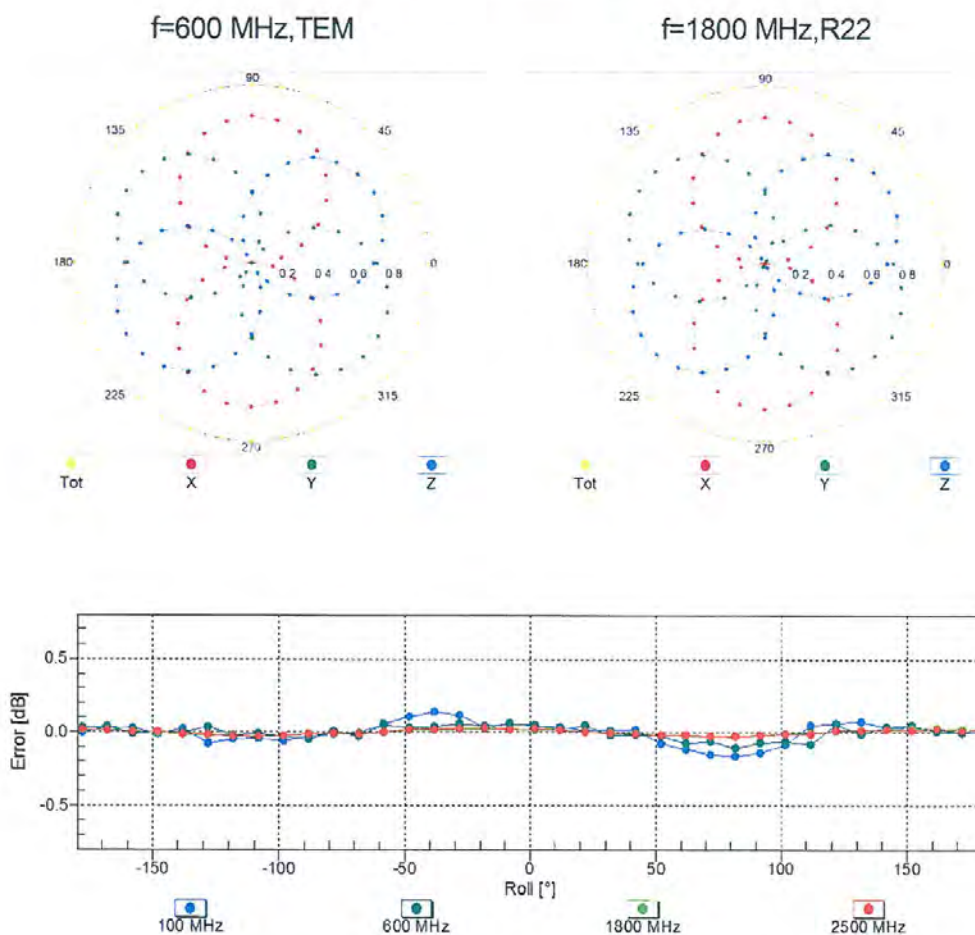 f=600 MHz,TEM
f=1800 MHz,R22
90
135
45
180
0 2
0 4
0 6
0 8
0
225
315
270
Tot
X
Y
Z
90
135
45
180
0 2
0 4
0 6
0 8
0
225
315
270
Tot
X
Y
Z
Error [dB]
0.5
0.0
-0.5
-150
-100
-50
0
50
100
150
Roll [°]
100 MHz
600 MHz
1800 MHz
2500 MHz